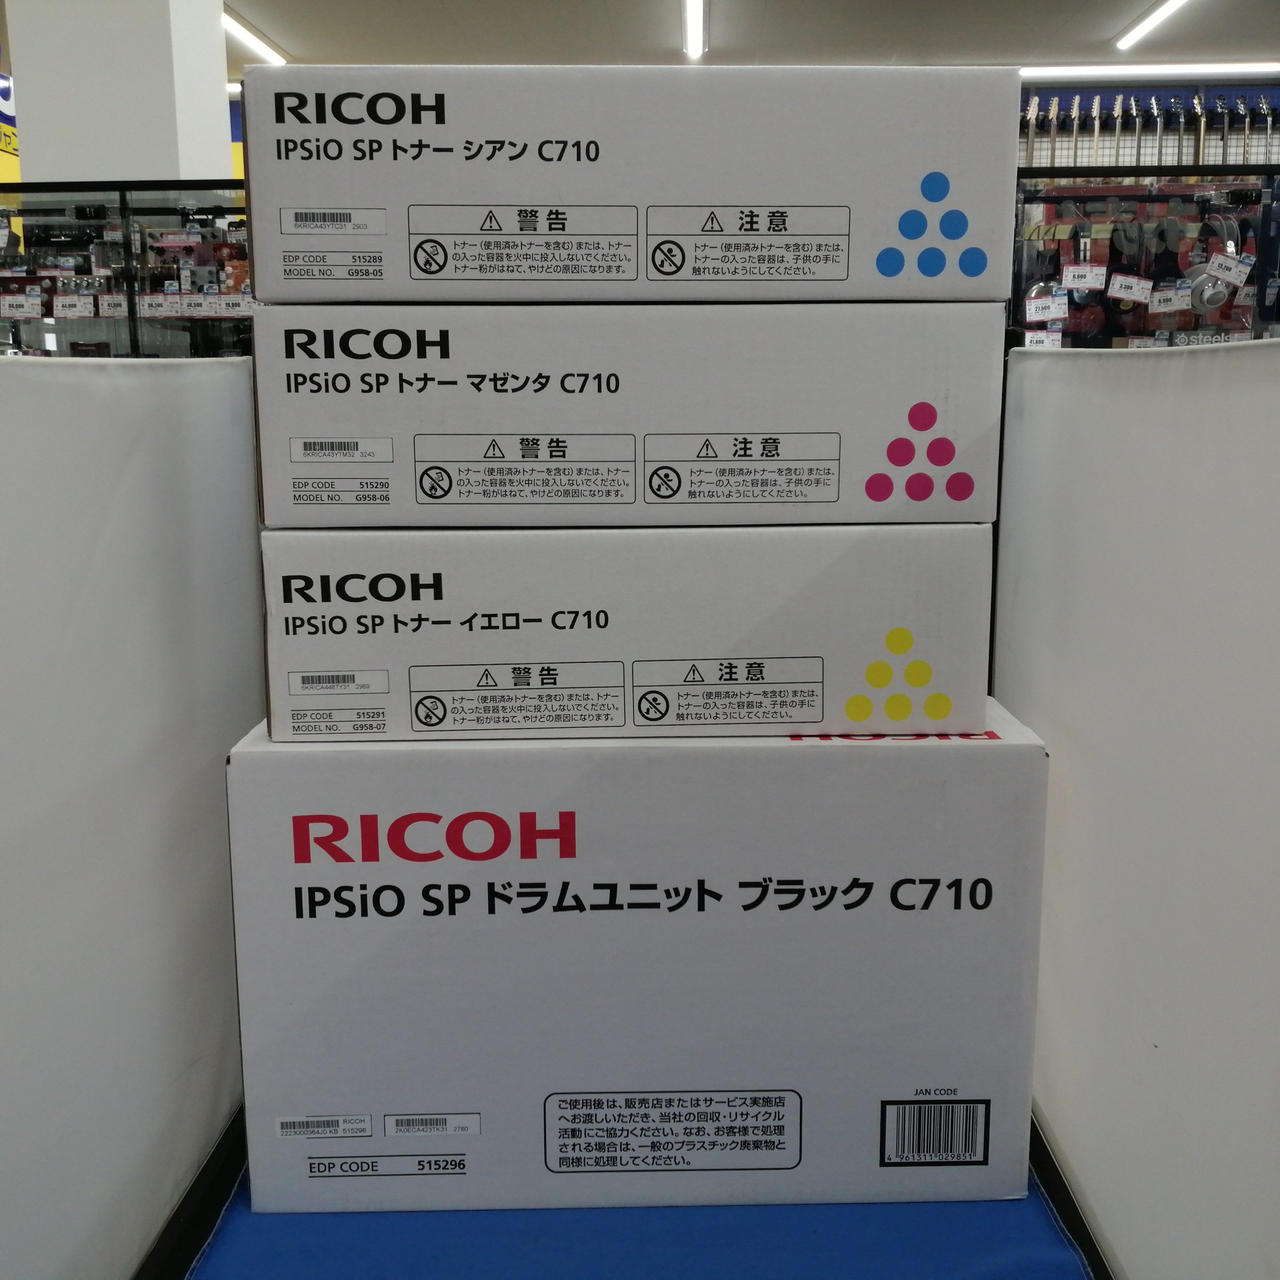 RICOH
IPSiO SP トナー シアン C710
6KRICA43YTC31 2903
EDP CODE 515289
MODEL NO. G958-05
警告
トナー(使用済みトナーを含む)または、トナー
の入った容器を火中に投入しないでください。
トナー粉がはねて、やけどの原因になります。
注意
トナー(使用済みトナーを含む)または、
トナーの入った容器は、子供の手に
触れないようにしてください。
RICOH
IPSiO SP トナー マゼンタ C710
6KRICA43YTM32 3243
EDP CODE 515290
MODEL NO. G958-06
警告
トナー(使用済みトナーを含む)または、トナー
の入った容器を火中に投入しないでください。
トナー粉がはねて、やけどの原因になります。
注意
トナー(使用済みトナーを含む)または、
トナーの入った容器は、子供の手に
触れないようにしてください。
RICOH
IPSiO SP トナー イエロー C710
6KRICA448TY31 2969
EDP CODE 515291
MODEL NO. G958-07
警告
トナー(使用済みトナーを含む)または、トナー
の入った容器を火中に投入しないでください。
トナー粉がはねて、やけどの原因になります。
注意
トナー(使用済みトナーを含む)または、
トナーの入った容器は、子供の手に
触れないようにしてください。
RICOH
RICOH
IPSiO SP ドラムユニット ブラック C710
RICOH
2223000364J0 KB 515296
2K0ECA423TK31 2780
EDP CODE 515296
ご使用後は、販売店またはサービス実施店
へお渡しいただき、当社の回収・リサイクル
活動にご協力ください。なお、お客様で処理
される場合は、一般のプラスチック廃棄物と
同様に処理してください。
JAN CODE
4 961311 029851
steels